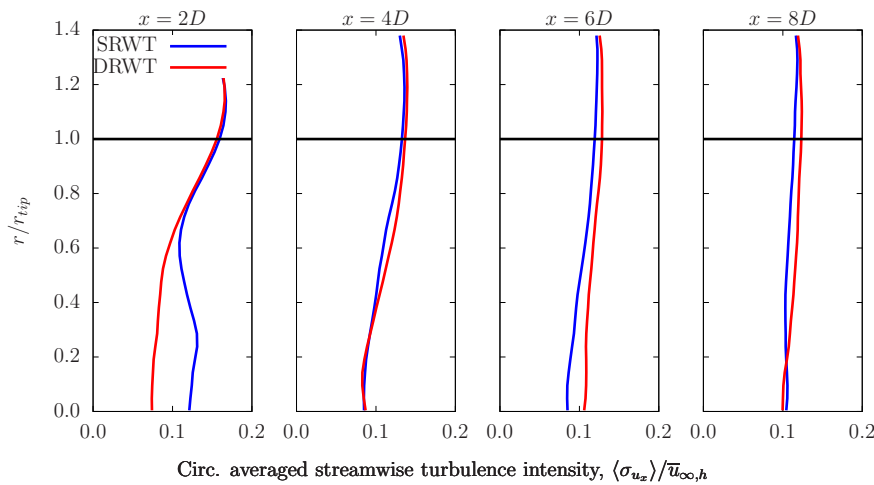 x = 2D x = 4D x = 6D x = 8D
1.4
SRWT
DRWT
1.2
1.0
0.8
0.6
0.4
0.2
0.0
r/r_{tip}
0.0 0.1 0.2 0.0 0.1 0.2 0.0 0.1 0.2 0.0 0.1 0.2
Circ. averaged streamwise turbulence intensity, ⟨σ_{u_x}⟩/u̅_{∞,h}